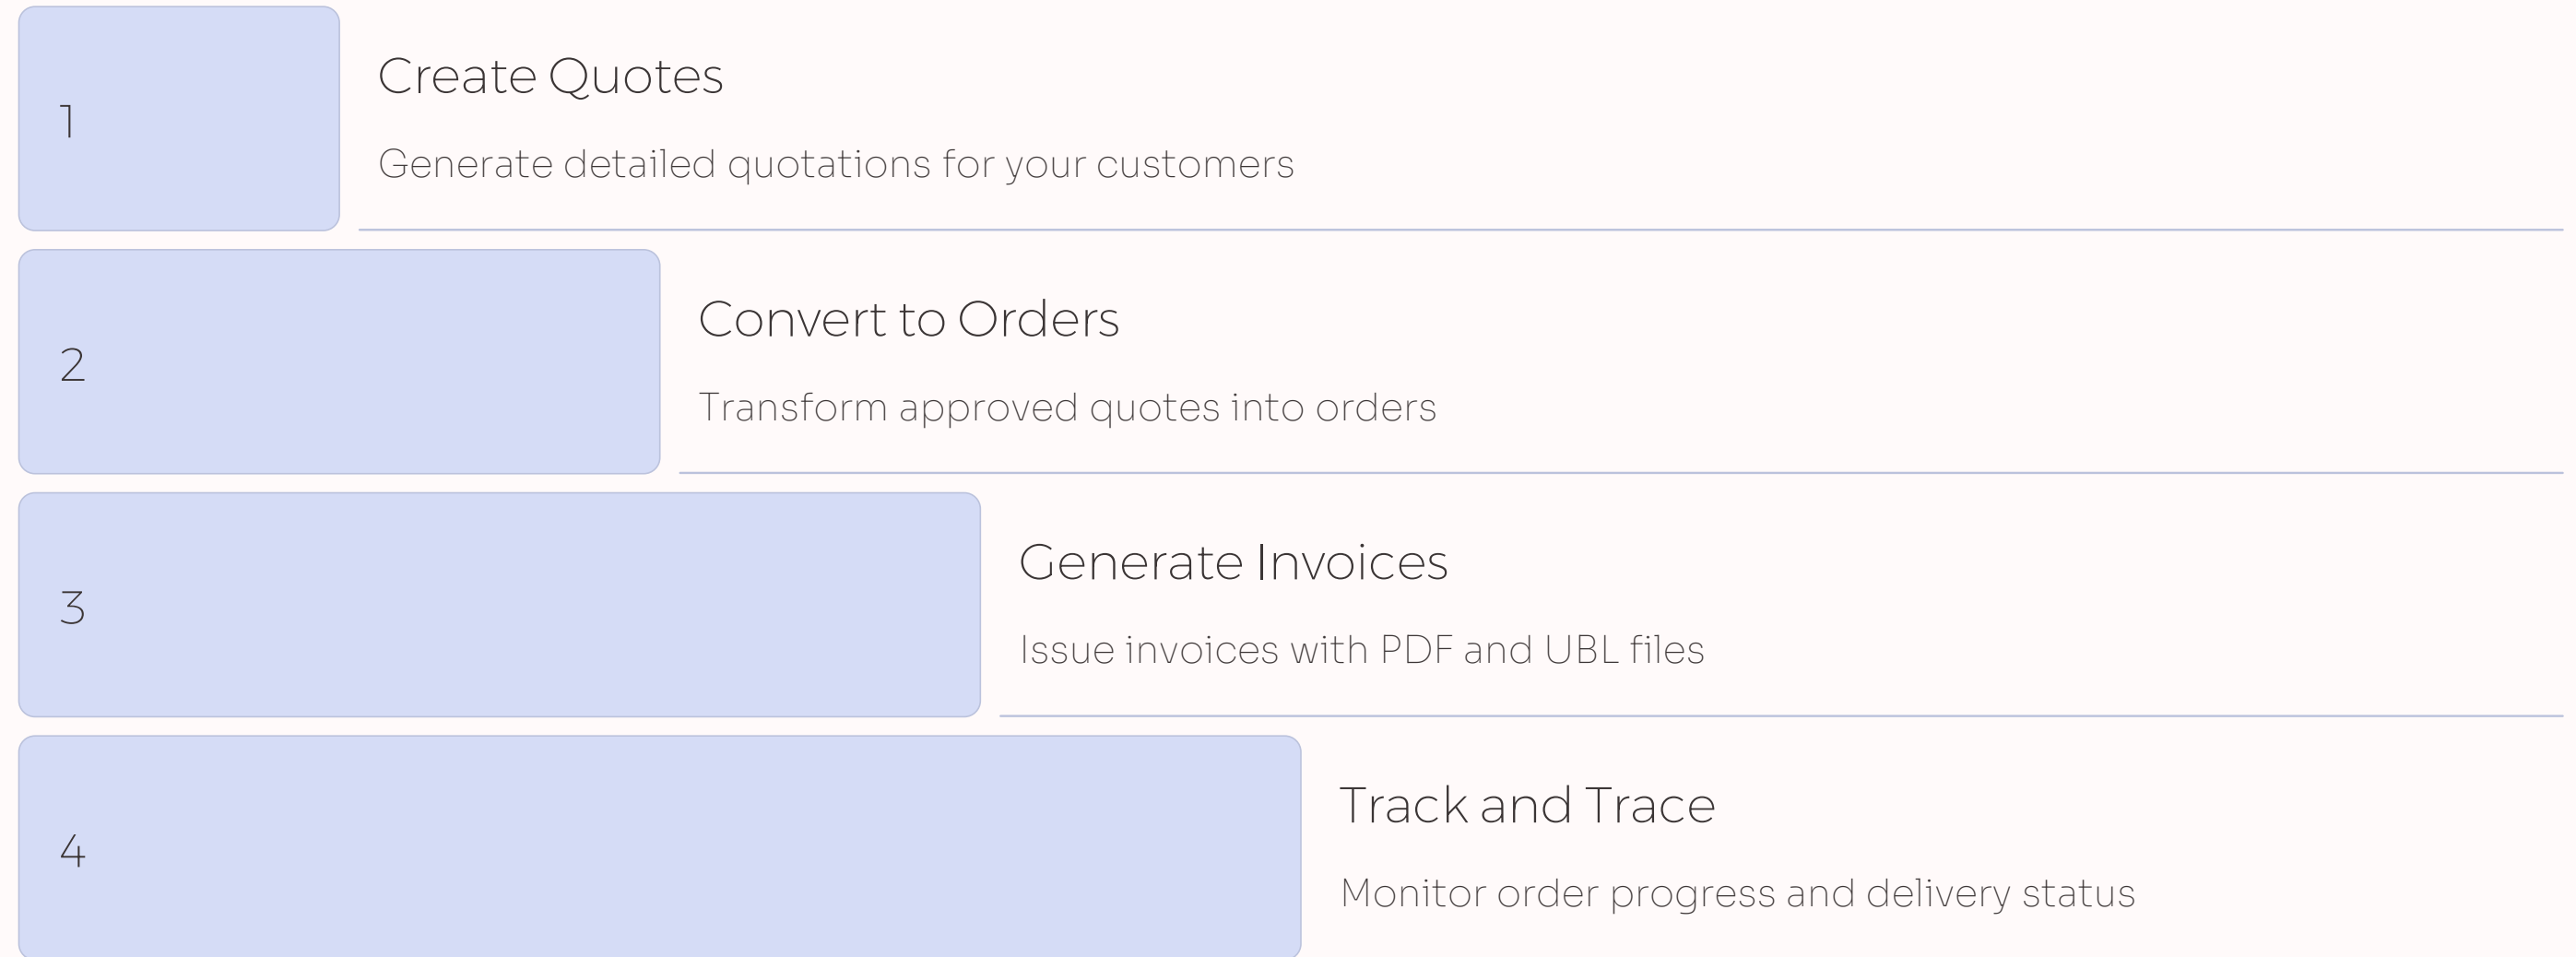 1
Create Quotes
Generate detailed quotations for your customers
2
Convert to Orders
Transform approved quotes into orders
3
Generate Invoices
Issue invoices with PDF and UBL files
4
Track and Trace
Monitor order progress and delivery status